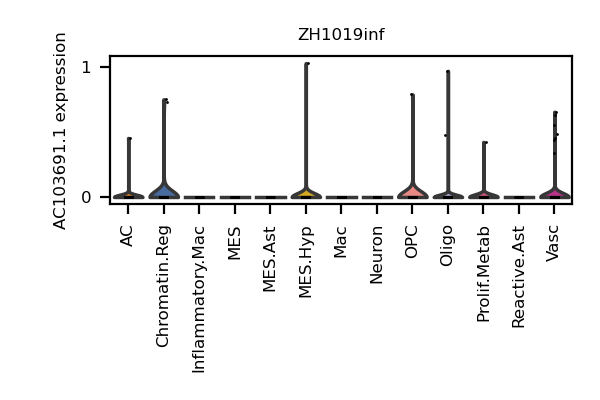 ZH1019inf
AC103691.1 expression
1
0
AC
Chromatin.Reg
Inflammatory.Mac
MES
MES.Ast
MES.Hyp
Mac
Neuron
OPC
Oligo
Prolif.Metab
Reactive.Ast
Vasc